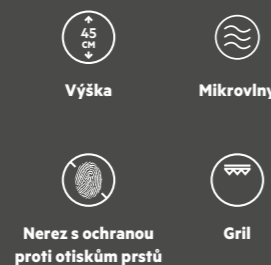 45
CM
Výška
Mikrovlny
Nerez s ochranou
proti otiskům prstů
Gril